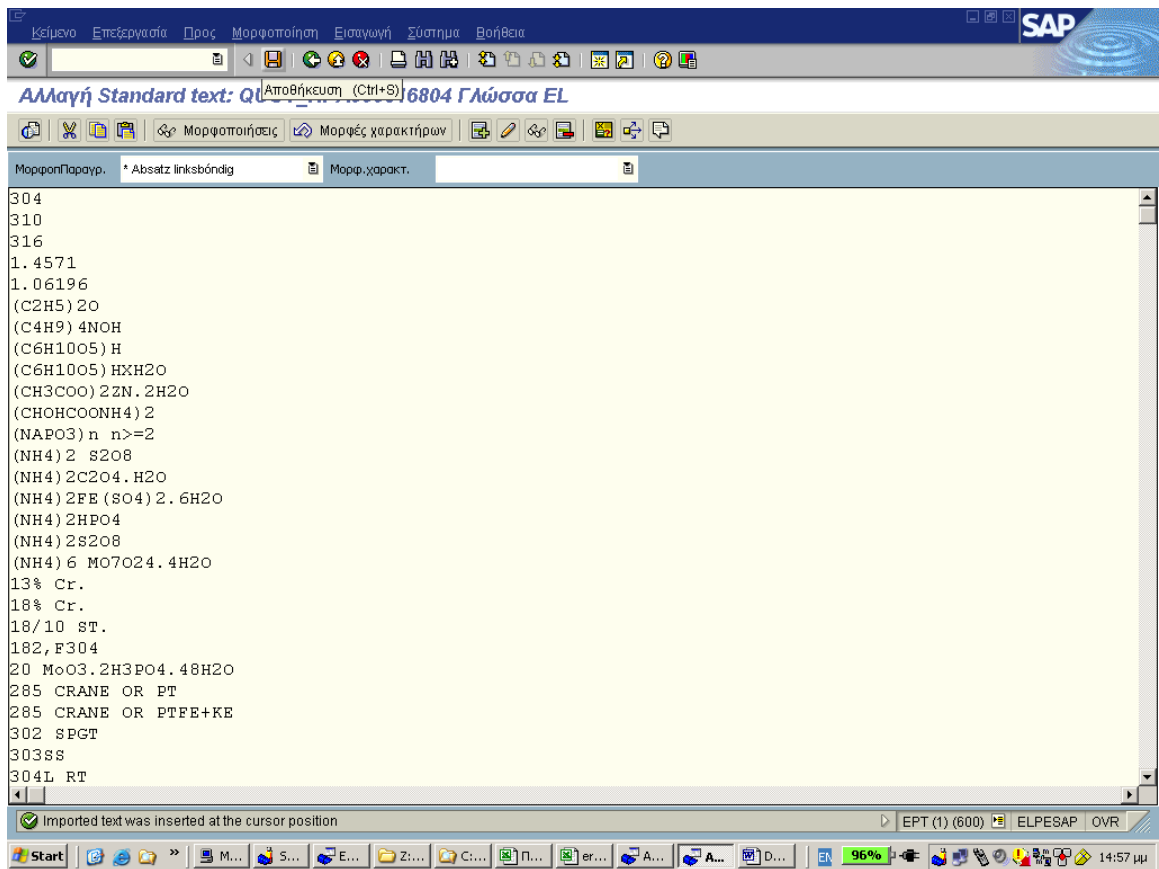 Κείμενο Επεξεργασία Προς Μορφοποίηση Εισαγωγή Σύστημα Βοήθεια
SAP
Αποθήκευση (Ctrl+S)
Αλλαγή Standard text: 6804 Γλώσσα EL
Μορφοποιήσεις Μορφές χαρακτήρων
ΜορφοπΠαραγρ. * Absatz linksbóndig Μορφ.χαρακτ.
304
310
316
1.4571
1.06196
(C2H5)2O
(C4H9)4NOH
(C6H10O5)H
(C6H10O5)HXH2O
(CH3COO)2ZN.2H2O
(CHOHCOONH4)2
(NAPO3)n n>=2
(NH4)2 S2O8
(NH4)2C2O4.H2O
(NH4)2FE(SO4)2.6H2O
(NH4)2HPO4
(NH4)2S2O8
(NH4)6 MO7O24.4H2O
13% Cr.
18% Cr.
18/10 ST.
182,F304
20 MoO3.2H3PO4.48H2O
285 CRANE OR PT
285 CRANE OR PTFE+KE
302 SPGT
303SS
304L RT
Imported text was inserted at the cursor position EPT (1) (600) ELPESAP OVR
Start » M... S... E... Z:... C:... Π... er... A... A... D... EN 96% 14:57 μμ